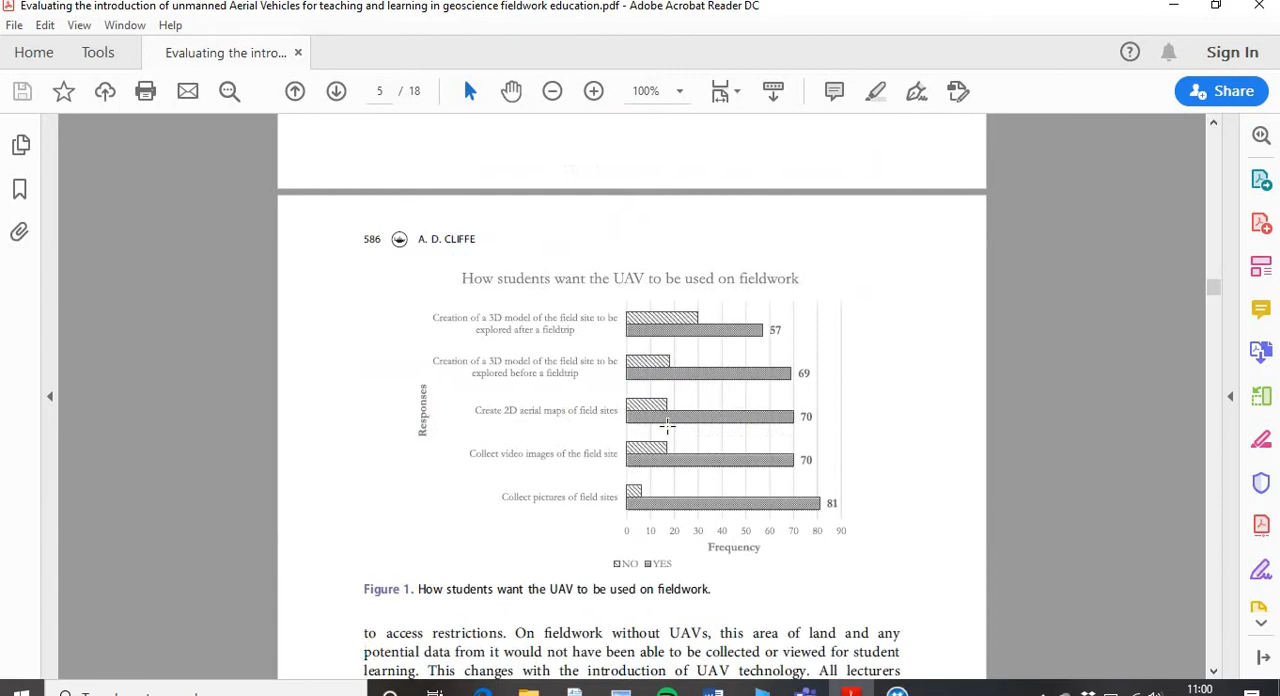 Evaluating the introduction of unmanned Aerial Vehicles for teaching and learning in geoscience fieldwork education.pdf - Adobe Acrobat Reader DC
File Edit View Window Help
Home Tools Evaluating the intro... × Sign In
5 / 18 100% Share
586 A. D. CLIFFE
How students want the UAV to be used on fieldwork
Creation of a 3D model of the field site to be
explored after a fieldtrip
57
Creation of a 3D model of the field site to be
explored before a fieldtrip
69
Create 2D aerial maps of field sites 70
Collect video images of the field site 70
Collect pictures of field sites 81
Responses
0 10 20 30 40 50 60 70 80 90
Frequency
NO YES
Figure 1. How students want the UAV to be used on fieldwork.
to access restrictions. On fieldwork without UAVs, this area of land and any
potential data from it would not have been able to be collected or viewed for student
learning. This changes with the introduction of UAV technology. All lecturers
11:00